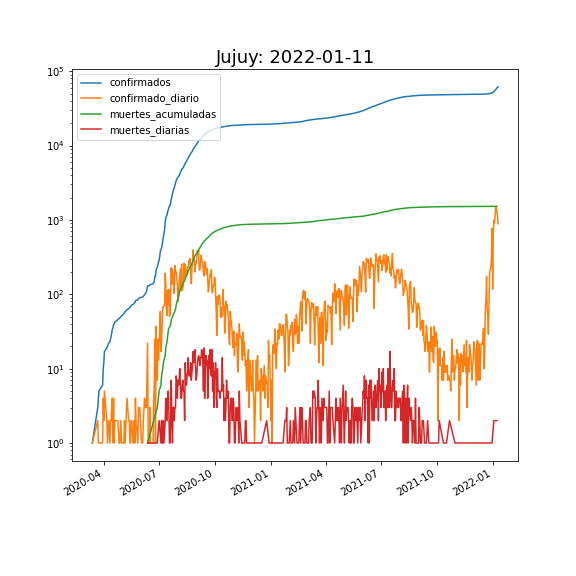 Jujuy: 2022-01-11
confirmados
confirmado_diario
muertes_acumuladas
muertes_diarias
10^5
10^4
10^3
10^2
10^1
10^0
2020-04 2020-07 2020-10 2021-01 2021-04 2021-07 2021-10 2022-01